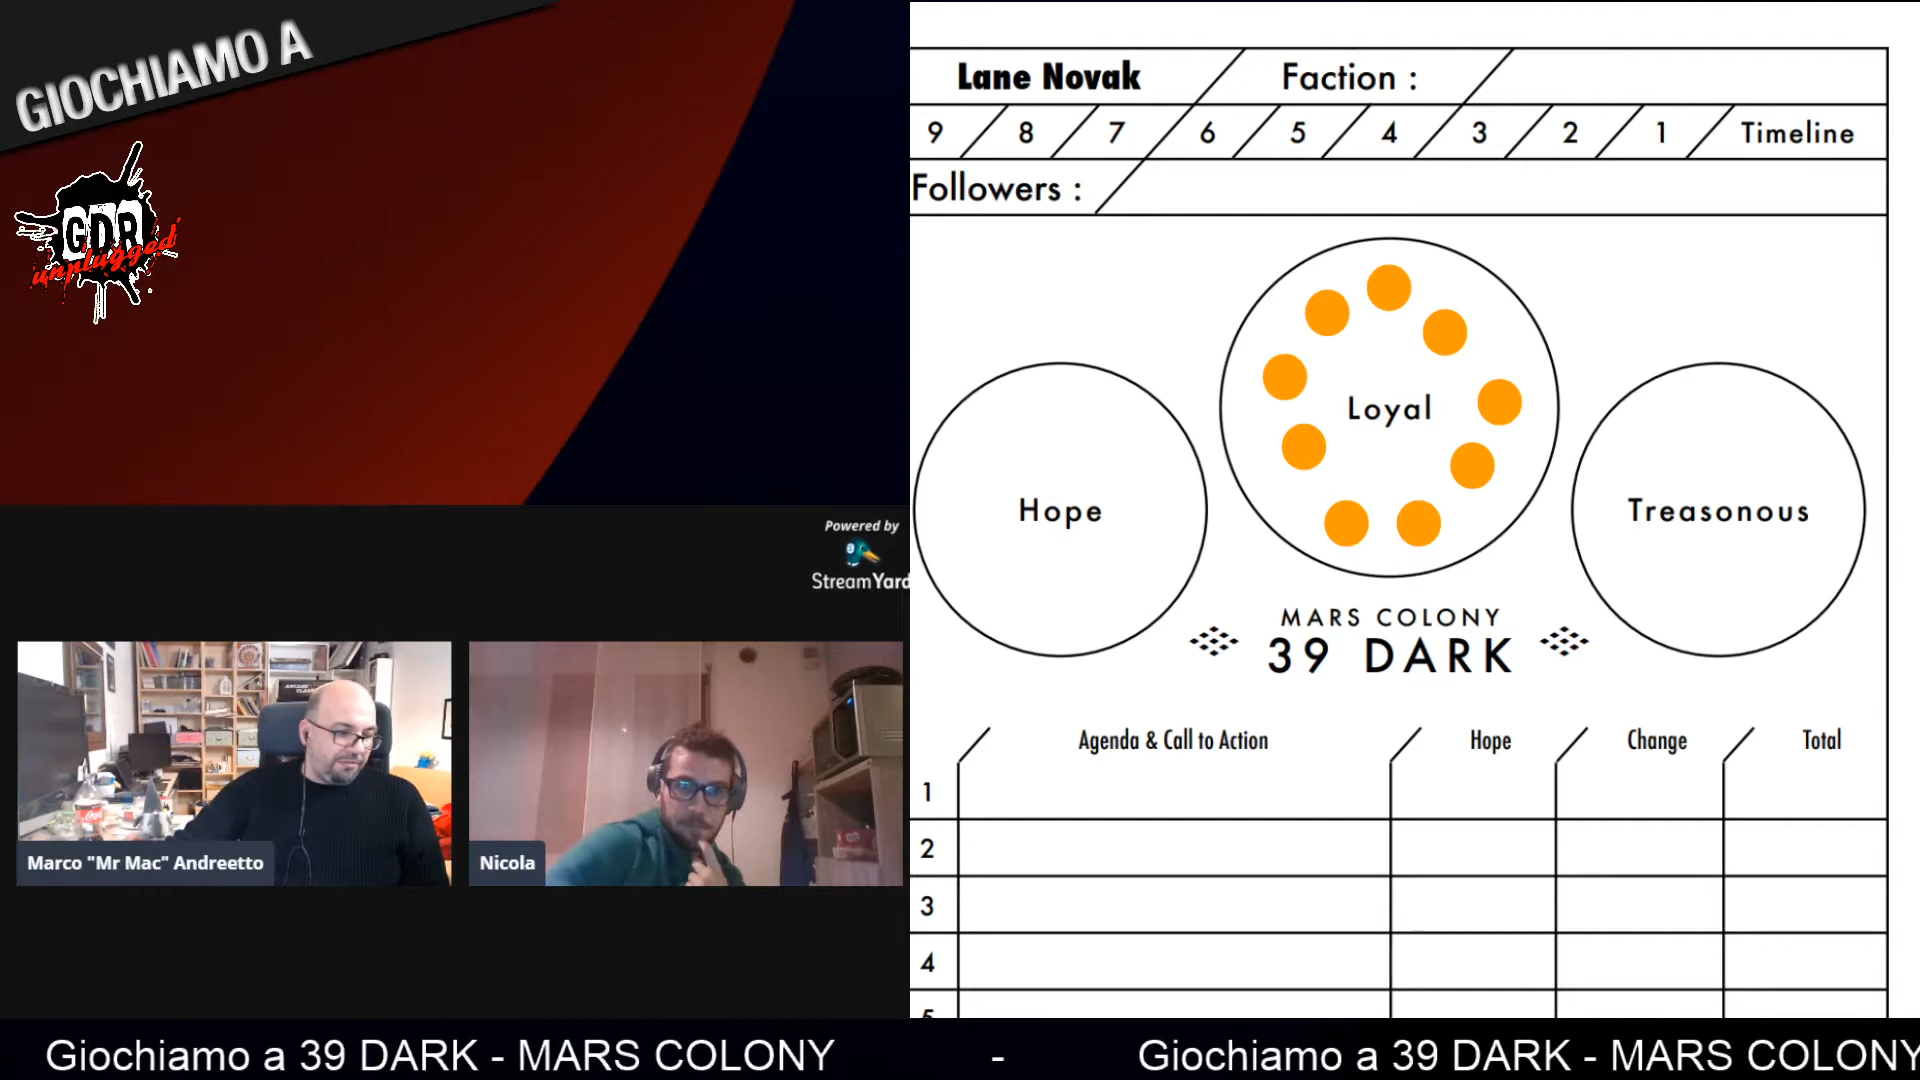 GIOCHIAMO A
GDR
unplugged
Powered by
StreamYard
Marco "Mr Mac" Andreetto
Nicola
Lane Novak
Faction :
9 8 7 6 5 4 3 2 1 Timeline
Followers :
Loyal
Hope
Treasonous
MARS COLONY
39 DARK
Agenda & Call to Action Hope Change Total
1
2
3
4
5
Giochiamo a 39 DARK - MARS COLONY - Giochiamo a 39 DARK - MARS COLONY